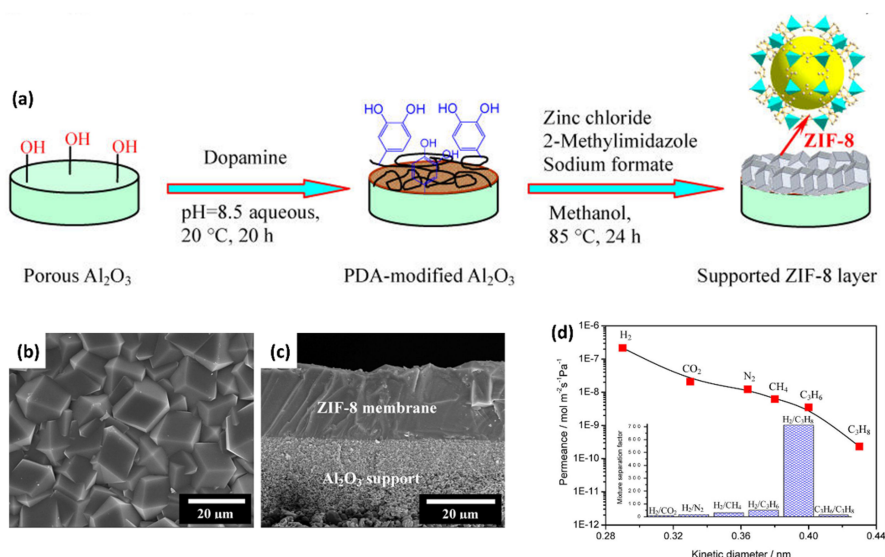 (a)
OH
OH
OH
Porous Al₂O₃
Dopamine
pH=8.5 aqueous,
20 °C, 20 h
OH
HO
OH
HO
OH
PDA-modified Al₂O₃
Zinc chloride
2-Methylimidazole
Sodium formate
Methanol,
85 °C, 24 h
ZIF-8
Supported ZIF-8 layer
(b)
20 μm
(c)
ZIF-8 membrane
Al₂O₃ support
20 μm
(d)
Permeance / mol m⁻²s⁻¹Pa⁻¹
1E-6
1E-7
1E-8
1E-9
1E-10
1E-11
1E-12
H₂
CO₂
N₂
CH₄
C₃H₆
C₃H₈
Mixture separation factor
700
600
500
400
300
200
100
0
H₂/CO₂
H₂/N₂
H₂/CH₄
H₂/C₃H₆
H₂/C₃H₈
C₃H₆/C₃H₈
0.28
0.32
0.36
0.40
0.44
Kinetic diameter / nm